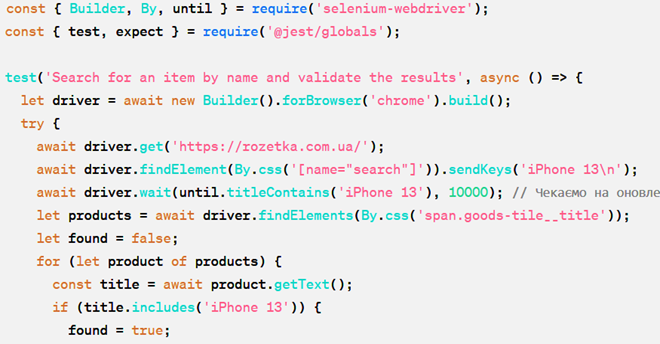 const { Builder, By, until } = require('selenium-webdriver');
const { test, expect } = require('@jest/globals');
test('Search for an item by name and validate the results', async () => {
let driver = await new Builder().forBrowser('chrome').build();
try {
await driver.get('https://rozetka.com.ua/');
await driver.findElement(By.css('[name="search"]')).sendKeys('iPhone 13\n');
await driver.wait(until.titleContains('iPhone 13'), 10000); // Чекаємо на оновле
let products = await driver.findElements(By.css('span.goods-tile__title'));
let found = false;
for (let product of products) {
const title = await product.getText();
if (title.includes('iPhone 13')) {
found = true;